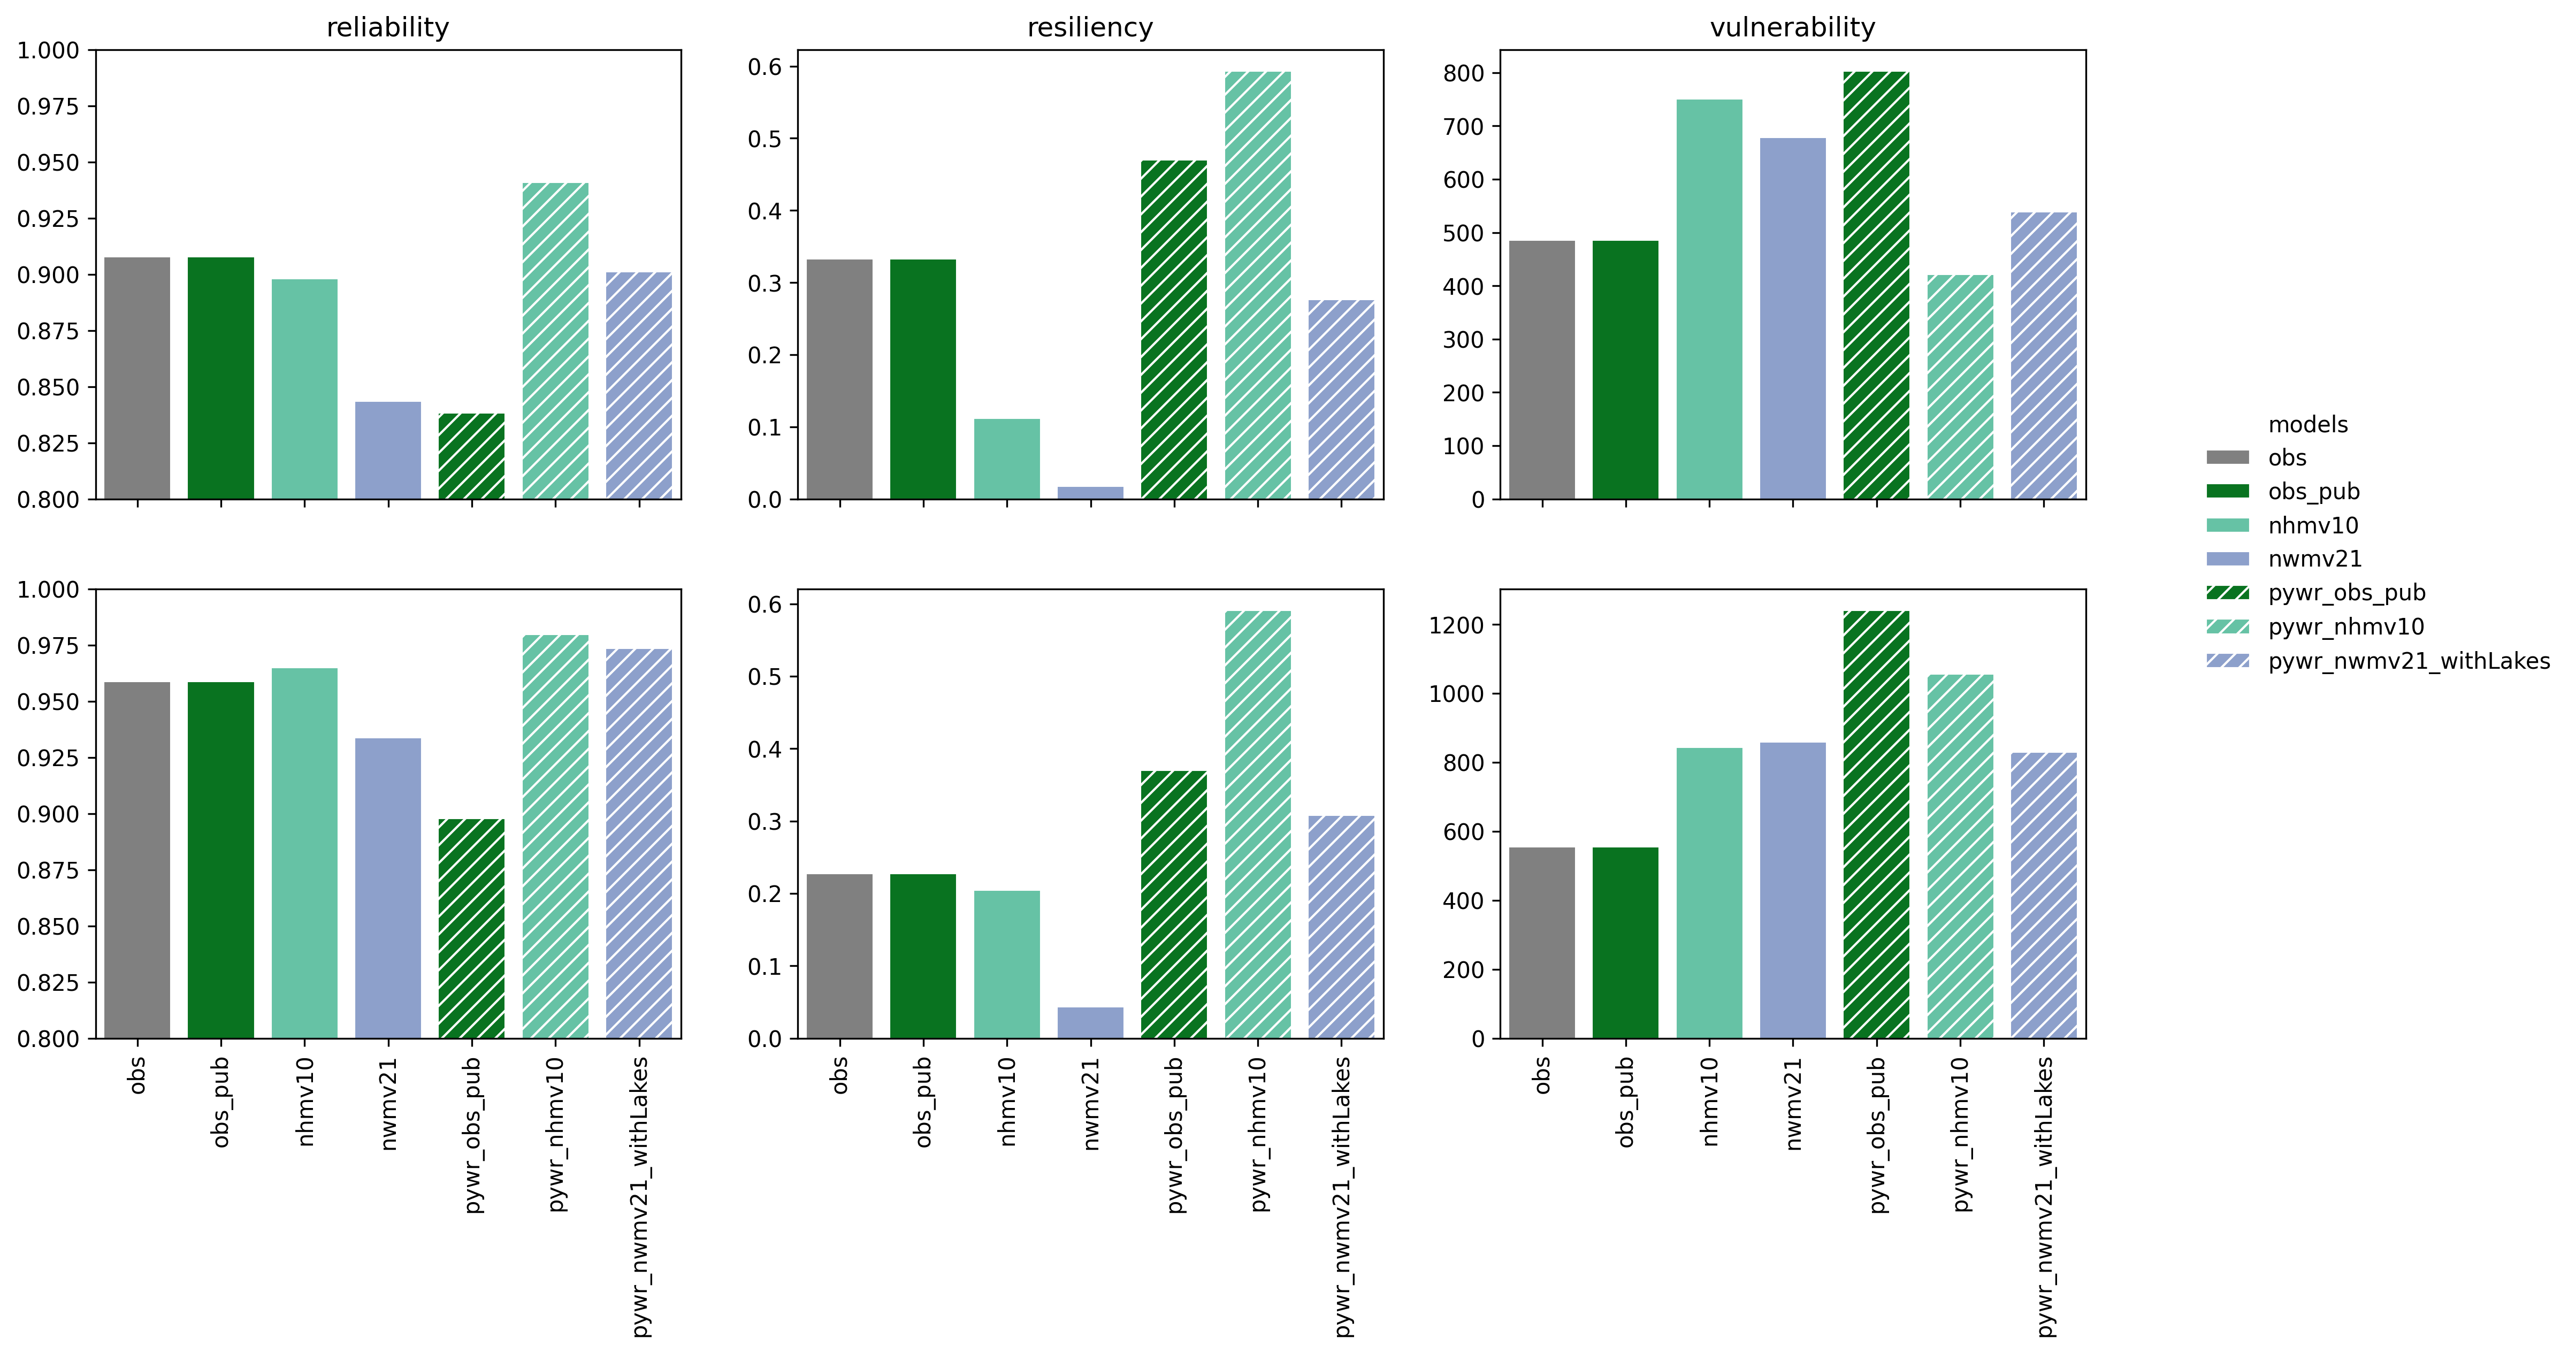 reliability
resiliency
vulnerability
1.000
0.975
0.950
0.925
0.900
0.875
0.850
0.825
0.800
0.6
0.5
0.4
0.3
0.2
0.1
0.0
800
700
600
500
400
300
200
100
0
1.000
0.975
0.950
0.925
0.900
0.875
0.850
0.825
0.800
obs
obs_pub
nhmv10
nwmv21
pywr_obs_pub
pywr_nhmv10
pywr_nwmv21_withLakes
0.6
0.5
0.4
0.3
0.2
0.1
0.0
obs
obs_pub
nhmv10
nwmv21
pywr_obs_pub
pywr_nhmv10
pywr_nwmv21_withLakes
1200
1000
800
600
400
200
0
obs
obs_pub
nhmv10
nwmv21
pywr_obs_pub
pywr_nhmv10
pywr_nwmv21_withLakes
models
obs
obs_pub
nhmv10
nwmv21
pywr_obs_pub
pywr_nhmv10
pywr_nwmv21_withLakes